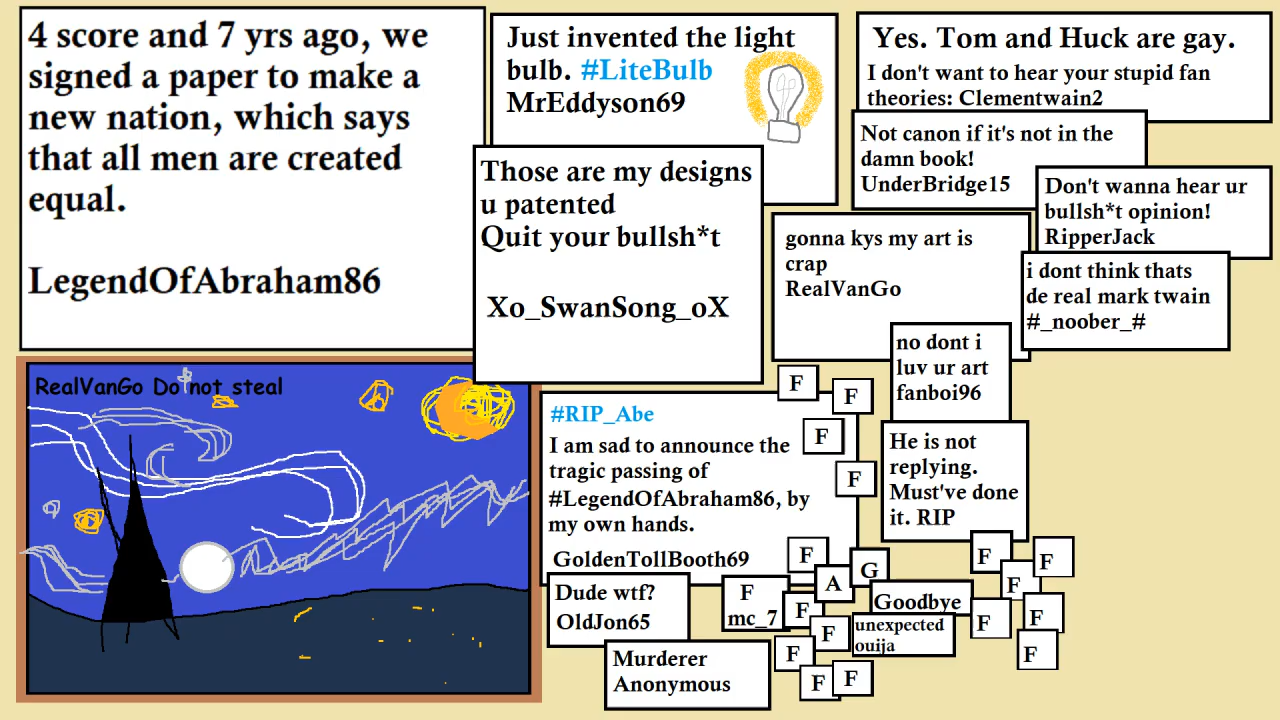 4 score and 7 yrs ago, we
signed a paper to make a
new nation, which says
that all men are created
equal.
LegendOfAbraham86
Just invented the light
bulb. #LiteBulb
MrEddyson69
Those are my designs
u patented
Quit your bullsh*t
Xo_SwanSong_oX
Yes. Tom and Huck are gay.
I don't want to hear your stupid fan
theories: Clementwain2
Not canon if it's not in the
damn book!
UnderBridge15
Don't wanna hear ur
bullsh*t opinion!
RipperJack
i dont think thats
de real mark twain
#_noober_#
gonna kys my art is
crap
RealVanGo
no dont i
luv ur art
fanboi96
He is not
replying.
Must've done
it. RIP
RealVanGo Do not steal
#RIP_Abe
I am sad to announce the
tragic passing of
#LegendOfAbraham86, by
my own hands.
GoldenTollBooth69
Dude wtf?
OldJon65
Murderer
Anonymous
F
F
F
F
F
F
mc_7
F
F
F
F
F
A
G
Goodbye
unexpected
ouija
F
F
F
F
F
F